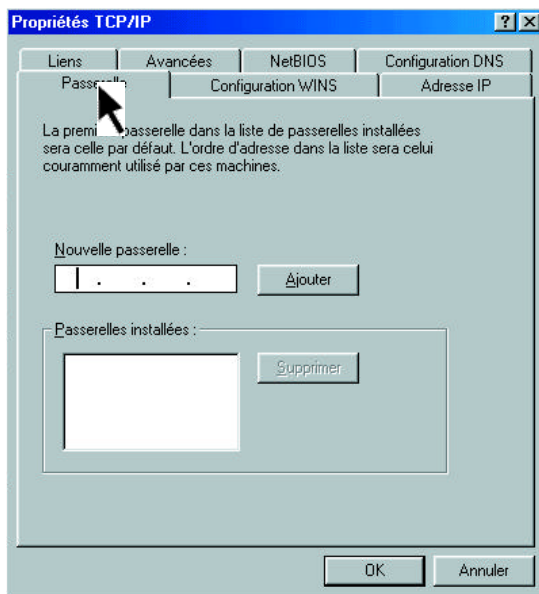 Propriétés TCP/IP
Liens Avancées NetBIOS Configuration DNS
Passerelle Configuration WINS Adresse IP
La première passerelle dans la liste de passerelles installées
sera celle par défaut. L'ordre d'adresse dans la liste sera celui
couramment utilisé par ces machines.
Nouvelle passerelle :
. . .
Ajouter
Passerelles installées :
Supprimer
OK Annuler